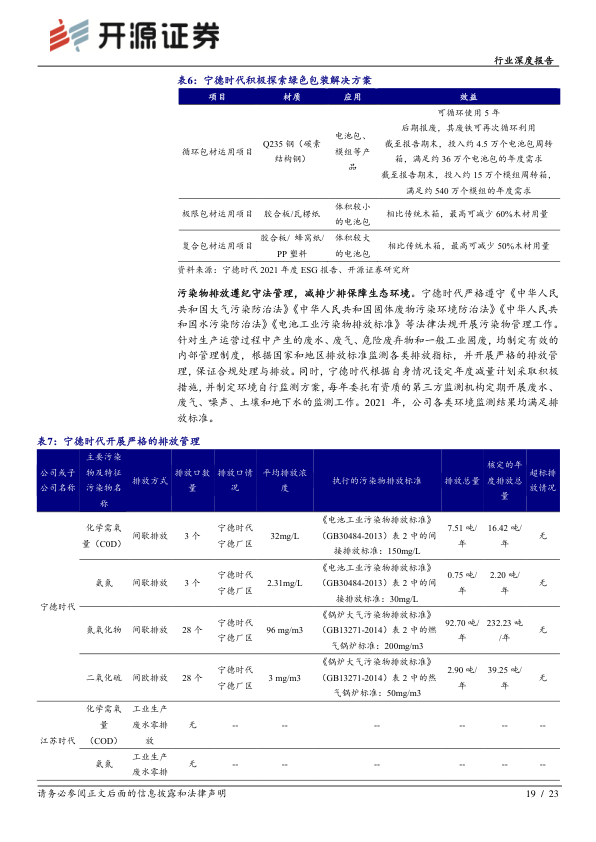 开源证券
行业深度报告
表6：宁德时代积极探索绿色包装解决方案
项目 材质 应用 效益
循环包材运用项目 Q235 钢（碳素结构钢） 电池包、模组等产品 可循环使用 5 年
后期报废，其废铁可再次循环利用
截至报告期末，投入约 4.5 万个电池包周转
箱，满足约 36 万个电池包的年度需求
截至报告期末，投入约 15 万个模组周转箱，
满足约 540 万个模组的年度需求
极限包材运用项目 胶合板/瓦楞纸 体积较小的电池包 相比传统木箱，最高可减少 60%木材用量
复合包材运用项目 胶合板/ 蜂窝纸/PP 塑料 体积较大的电池包 相比传统木箱，最高可减少 50%木材用量
资料来源：宁德时代 2021 年度 ESG 报告、开源证券研究所
污染物排放遵纪守法管理，减排少排保障生态环境。宁德时代严格遵守《中华人民
共和国大气污染防治法》《中华人民共和国固体废物污染环境防治法》《中华人民共
和国水污染防治法》《电池工业污染物排放标准》等法律法规开展污染物管理工作。
针对生产运营过程中产生的废水、废气、危险废弃物和一般工业固废，均制定有效的
内部管理制度，根据国家和地区排放标准监测各类排放指标，并开展严格的排放管
理，保证合规处理与排放。同时，宁德时代根据自身情况设定年度减量计划采取积极
措施，并制定环境自行监测方案，每年委托有资质的第三方监测机构定期开展废水、
废气、噪声、土壤和地下水的监测工作。2021 年，公司各类环境监测结果均满足排
放标准。
表7：宁德时代开展严格的排放管理
公司或子公司名称 主要污染物及特征污染物名称 排放方式 排放口数量 排放口情况 平均排放浓度 执行的污染物排放标准 排放总量 核定的年度排放总量 超标排放情况
宁德时代
化学需氧量（C0D） 间歇排放 3 个 宁德时代宁德厂区 32mg/L 《电池工业污染物排放标准》（GB30484-2013）表 2 中的间接排放标准：150mg/L 7.51 吨/年 16.42 吨/年 无
氨氮 间歇排放 3 个 宁德时代宁德厂区 2.31mg/L 《电池工业污染物排放标准》（GB30484-2013）表 2 中的间接排放标准：30mg/L 0.75 吨/年 2.20 吨/年 无
氮氧化物 间歇排放 28 个 宁德时代宁德厂区 96 mg/m3 《锅炉大气污染物排放标准》（GB13271-2014）表 2 中的燃气锅炉标准：200mg/m3 92.70 吨/年 232.23 吨/年 无
二氧化硫 间歇排放 28 个 宁德时代宁德厂区 3 mg/m3 《锅炉大气污染物排放标准》（GB13271-2014）表 2 中的燃气锅炉标准：50mg/m3 2.90 吨/年 39.25 吨/年 无
江苏时代
化学需氧量（COD） 工业生产废水零排放 无 -- -- -- -- -- --
氨氮 工业生产废水零排 无 -- -- -- -- -- --
请务必参阅正文后面的信息披露和法律声明
19 / 23